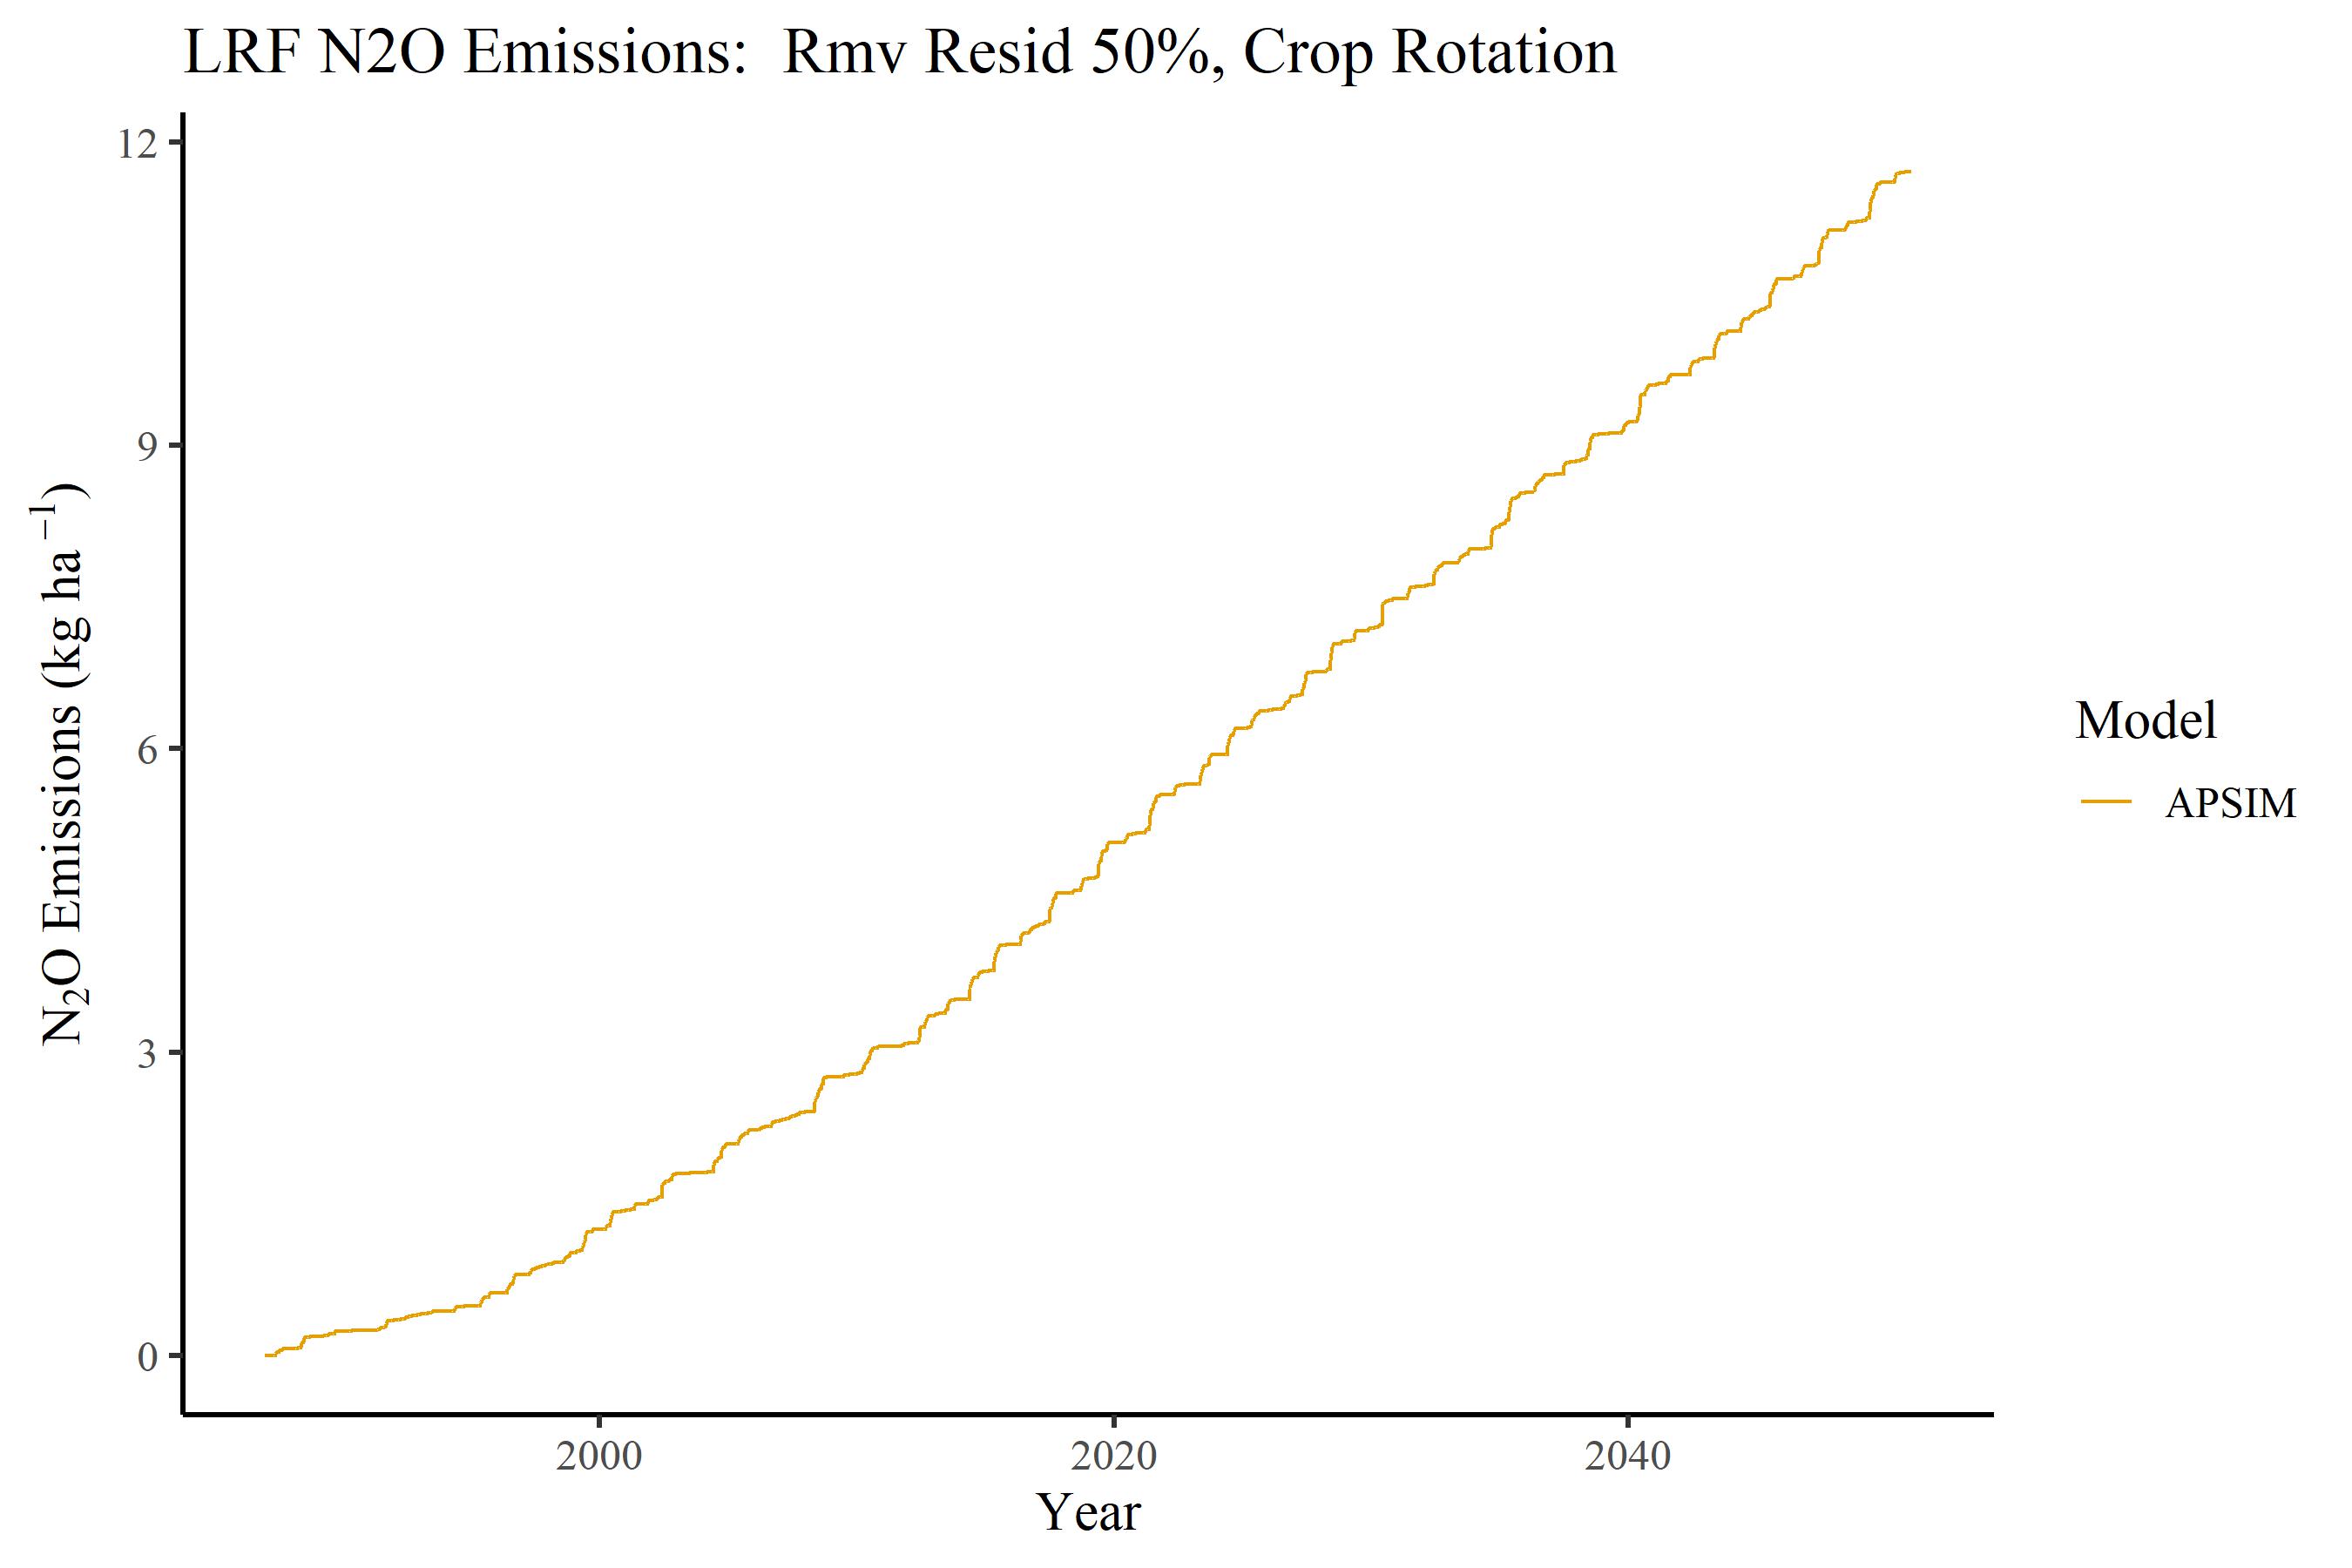 LRF N2O Emissions:  Rmv Resid 50%, Crop Rotation
12
9
6
3
0
N₂O Emissions (kg ha⁻¹)
2000
2020
2040
Year
Model
APSIM